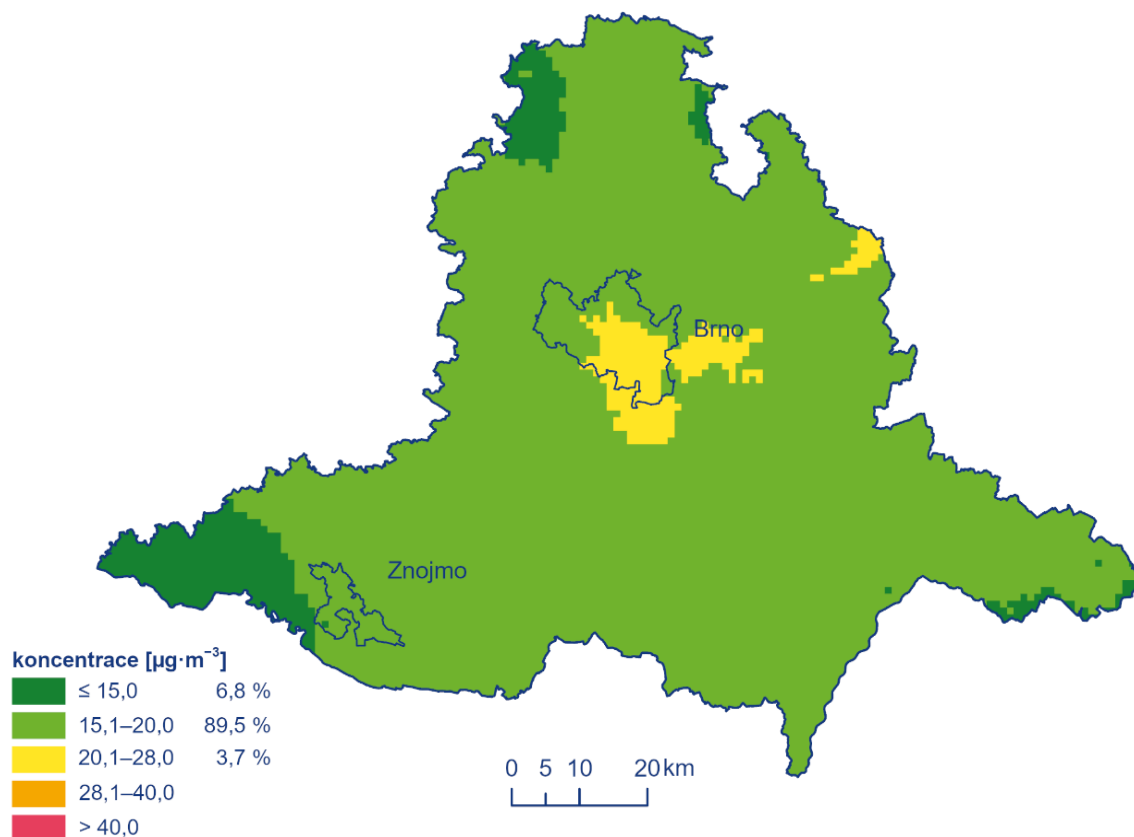 Brno
Znojmo
koncentrace [µg·m⁻³]
≤ 15,0 6,8 %
15,1–20,0 89,5 %
20,1–28,0 3,7 %
28,1–40,0
> 40,0
0 5 10 20 km